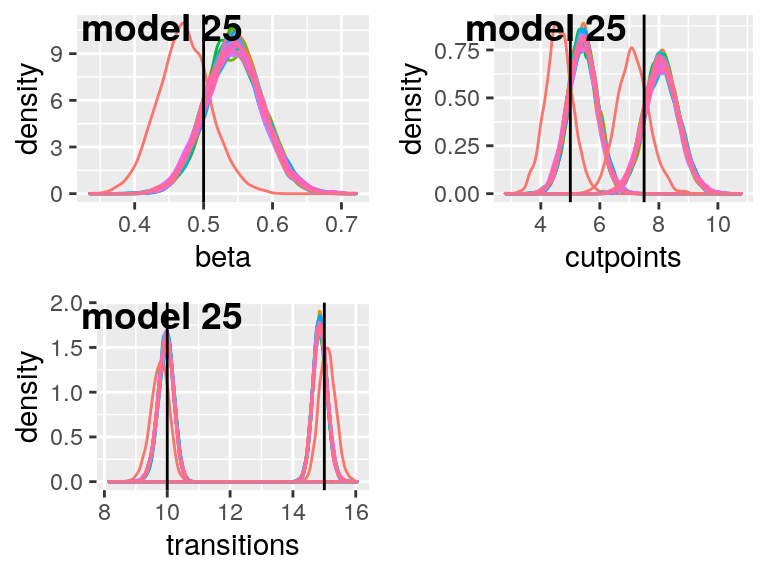 model 25
density
9
6
3
0
0.4 0.5 0.6 0.7
beta
model 25
density
0.75
0.50
0.25
0.00
4 6 8 10
cutpoints
model 25
density
2.0
1.5
1.0
0.5
0.0
8 10 12 14 16
transitions